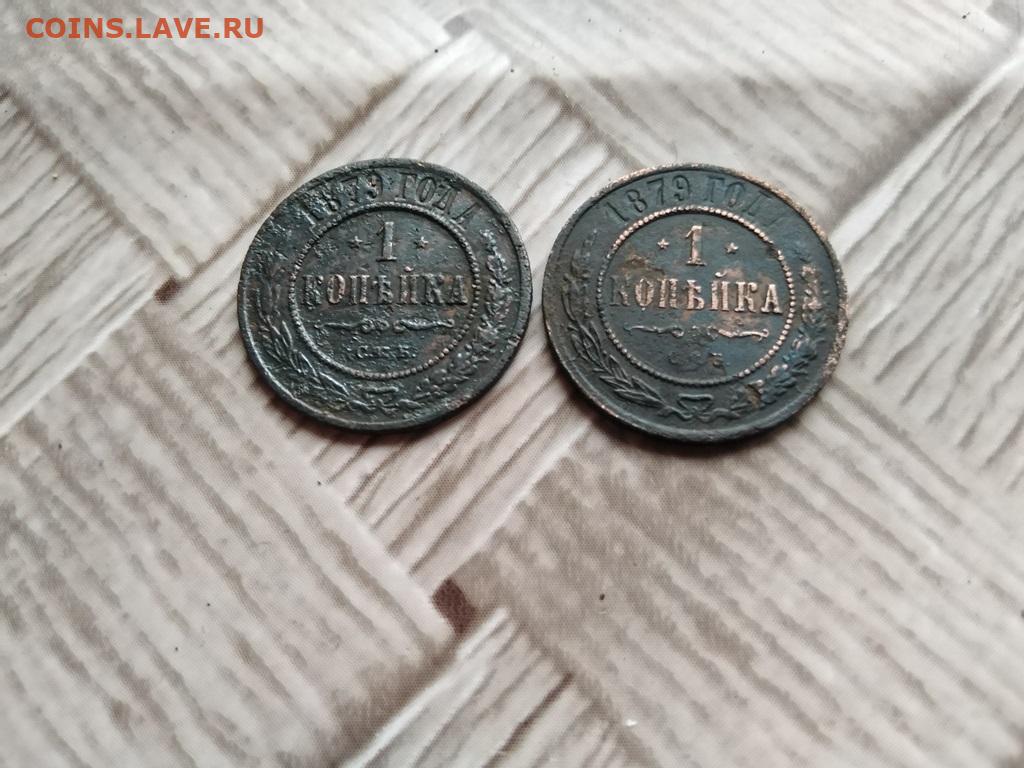 COINS.LAVE.RU
1879 ГОДА
1
КОПѢЙКА
С.П.Б.
1879 ГОДА
1
КОПѢЙКА
С П Б